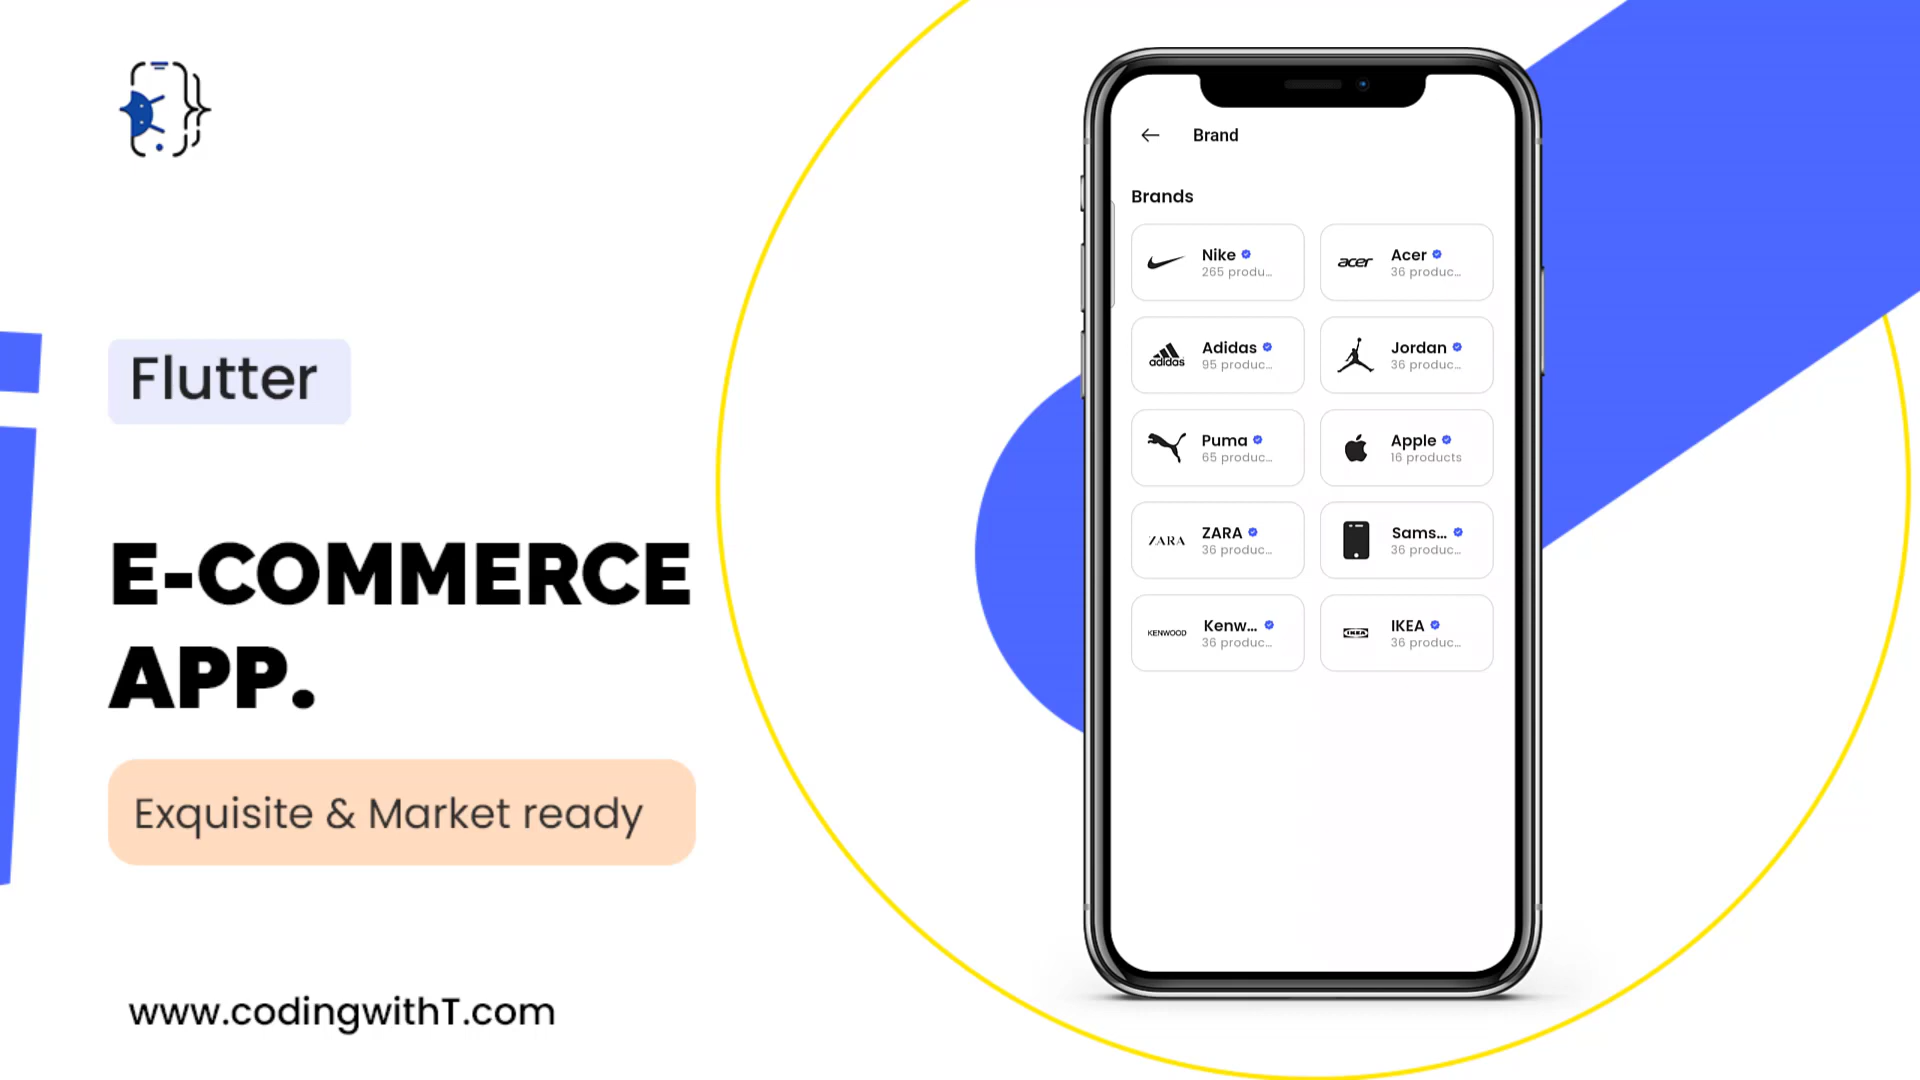 Flutter
E-COMMERCE
APP.
Exquisite & Market ready
www.codingwithT.com
Brand
Brands
Nike
265 produ...
acer
Acer
36 produc...
adidas
Adidas
95 produc...
Jordan
36 produc...
Puma
65 produc...
Apple
16 products
ZARA
ZARA
36 produc...
Sams...
36 produc...
KENWOOD
Kenw...
36 produc...
IKEA
IKEA
36 produc...